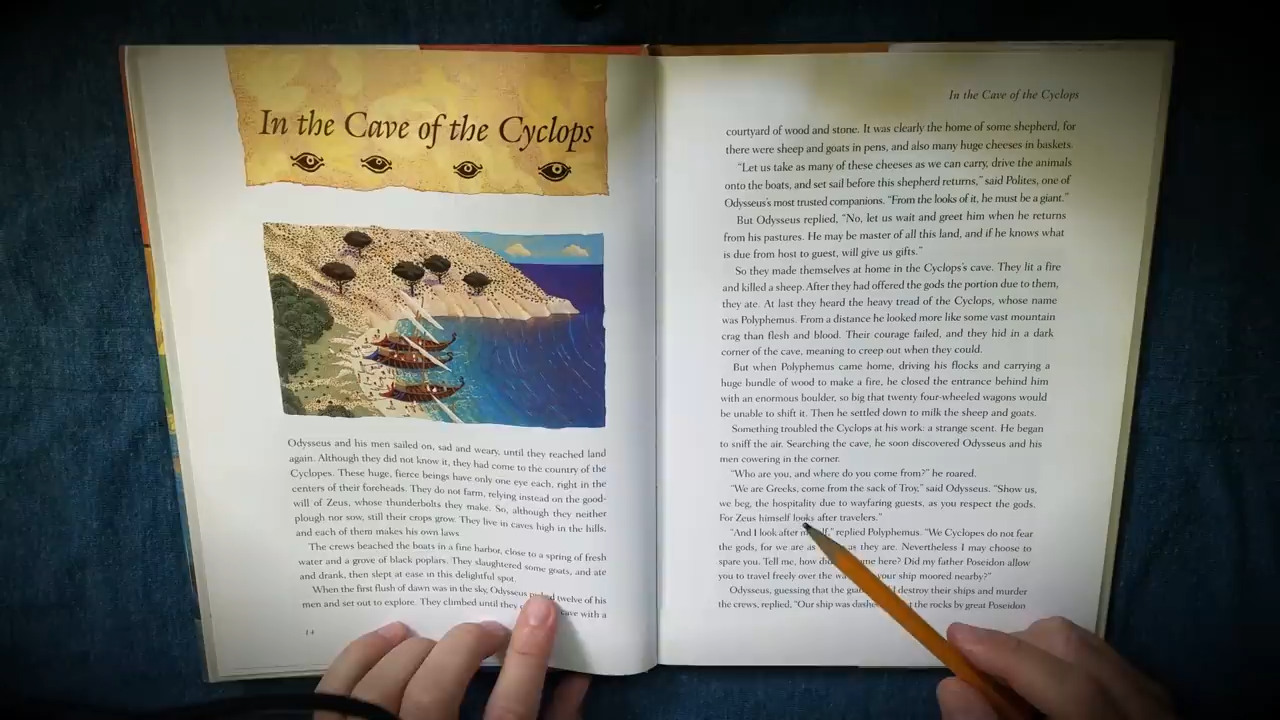 In the Cave of the Cyclops
Odysseus and his men sailed on, sad and weary, until they reached land
again. Although they did not know it, they had come to the country of the
Cyclopes. These huge, fierce beings have only one eye each, right in the
centers of their foreheads. They do not farm, relying instead on the good-
will of Zeus, whose thunderbolts they make. So, although they neither
plough nor sow, still their crops grow. They live in caves high in the hills,
and each of them makes his own laws.
The crews beached the boats in a fine harbor, close to a spring of fresh
water and a grove of black poplars. They slaughtered some goats, and ate
and drank, then slept at ease in this delightful spot.
When the first flush of dawn was in the sky, Odysseus twelve of his
men and set out to explore. They climbed until they cave with a
14
In the Cave of the Cyclops
courtyard of wood and stone. It was clearly the home of some shepherd, for
there were sheep and goats in pens, and also many huge cheeses in baskets.
"Let us take as many of these cheeses as we can carry, drive the animals
onto the boats, and set sail before this shepherd returns," said Polites, one of
Odysseus's most trusted companions. "From the looks of it, he must be a giant."
But Odysseus replied, "No, let us wait and greet him when he returns
from his pastures. He may be master of all this land, and if he knows what
is due from host to guest, will give us gifts."
So they made themselves at home in the Cyclops's cave. They lit a fire
and killed a sheep. After they had offered the gods the portion due to them,
they ate. At last they heard the heavy tread of the Cyclops, whose name
was Polyphemus. From a distance he looked more like some vast mountain
crag than flesh and blood. Their courage failed, and they hid in a dark
corner of the cave, meaning to creep out when they could.
But when Polyphemus came home, driving his flocks and carrying a
huge bundle of wood to make a fire, he closed the entrance behind him
with an enormous boulder, so big that twenty four-wheeled wagons would
be unable to shift it. Then he settled down to milk the sheep and goats.
Something troubled the Cyclops at his work: a strange scent. He began
to sniff the air. Searching the cave, he soon discovered Odysseus and his
men cowering in the corner.
"Who are you, and where do you come from?" he roared.
"We are Greeks, come from the sack of Troy," said Odysseus. "Show us,
we beg, the hospitality due to wayfaring guests, as you respect the gods.
For Zeus himself looks after travelers."
"And I look after replied Polyphemus. "We Cyclopes do not fear
the gods, for we are as as they are. Nevertheless I may choose to
spare you. Tell me, how here? Did my father Poseidon allow
you to travel freely over the your ship moored nearby?"
Odysseus, guessing that the destroy their ships and murder
the crews, replied, "Our ship was the rocks by great Poseidon